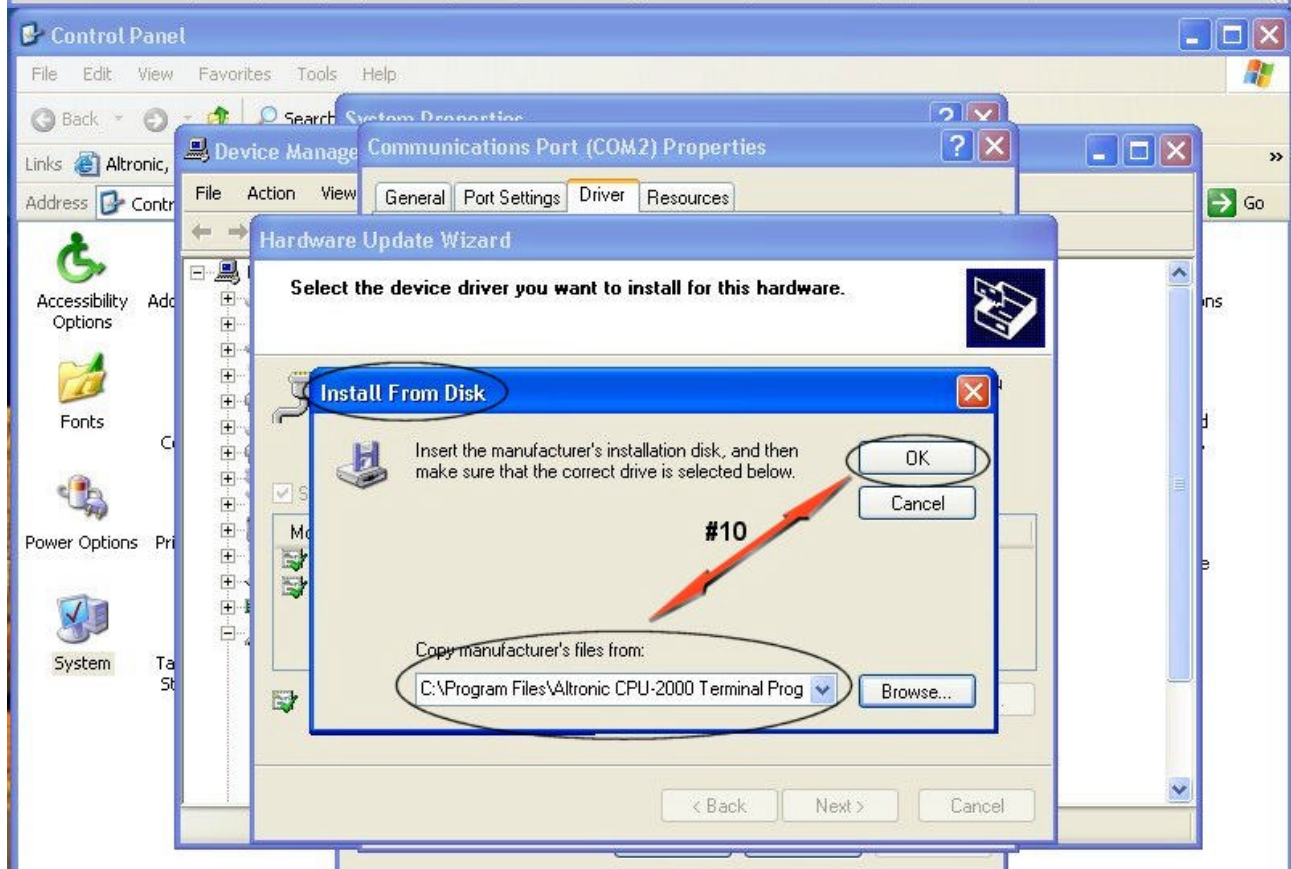 Control Panel
File Edit View Favorites Tools Help
Back Search System Properties
Device Manage Communications Port (COM2) Properties
Links Altronic, »
File Action View General Port Settings Driver Resources
Address Contr Go
Hardware Update Wizard
Select the device driver you want to install for this hardware.
Accessibility Options
Install From Disk
Insert the manufacturer's installation disk, and then
make sure that the correct drive is selected below.
OK
Cancel
Fonts
#10
Power Options
Copy manufacturer's files from:
C:\Program Files\Altronic CPU-2000 Terminal Prog
Browse...
System
< Back Next > Cancel